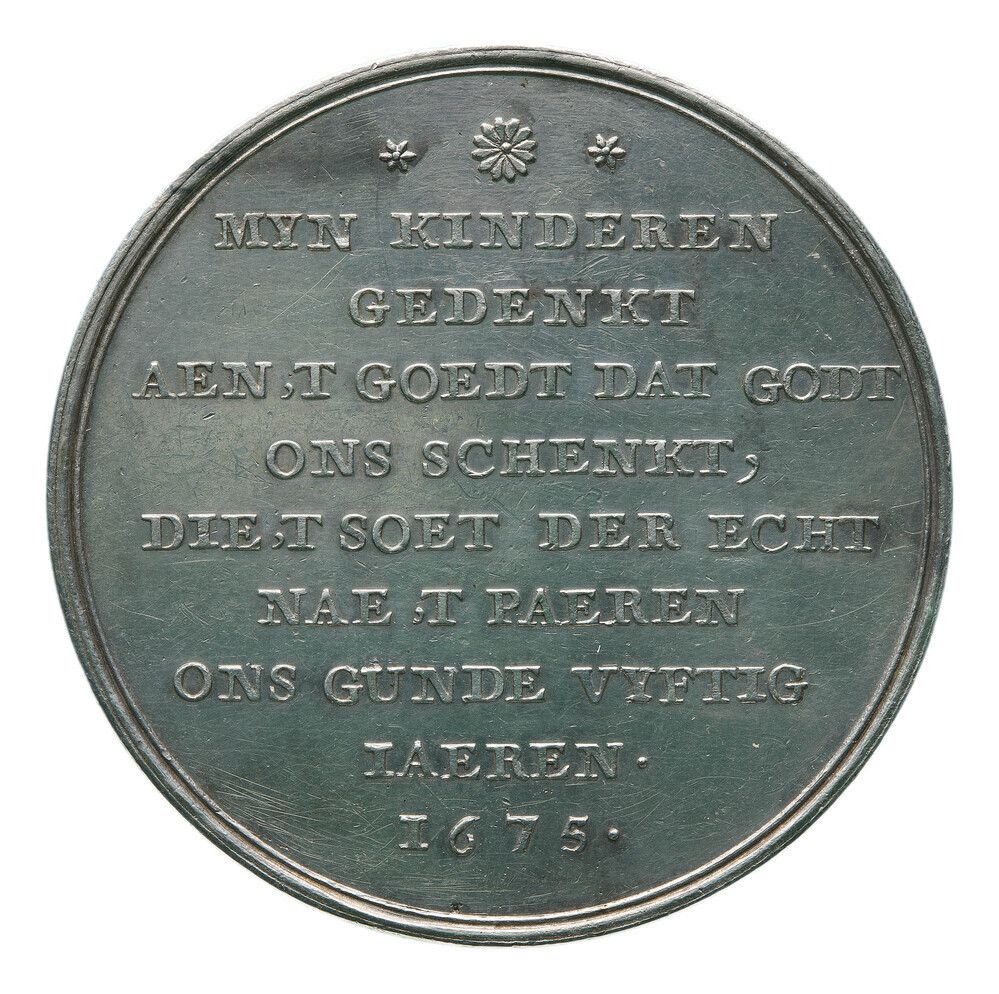 MYN KINDEREN
GEDENKT
AEN,T GOEDT DAT GODT
ONS SCHENKT,
DIE,T SOET DER ECHT
NAE ,T PAEREN
ONS GUNDE VYFTIG
IAEREN.
1675.